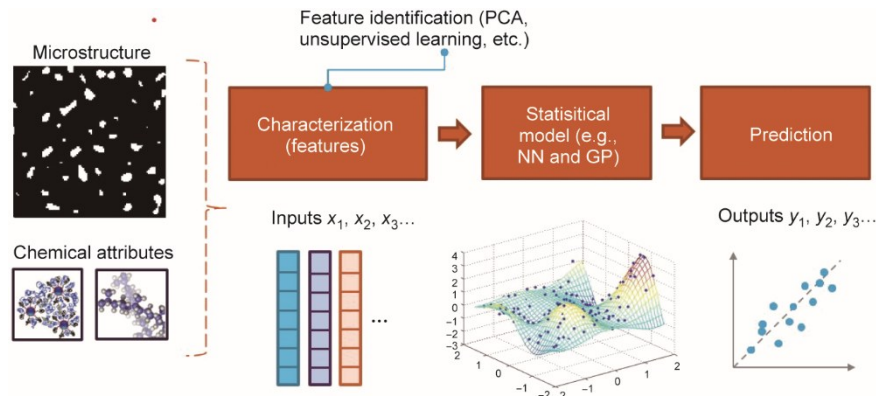 Feature identification (PCA,
unsupervised learning, etc.)
Microstructure
Characterization
(features)
Statisitical
model (e.g.,
NN and GP)
Prediction
Chemical attributes
Inputs x₁, x₂, x₃...
...
4
3
2
1
0
−1
−2
−3
2
1
0
−1
−2
−2
−1
0
1
2
Outputs y₁, y₂, y₃...